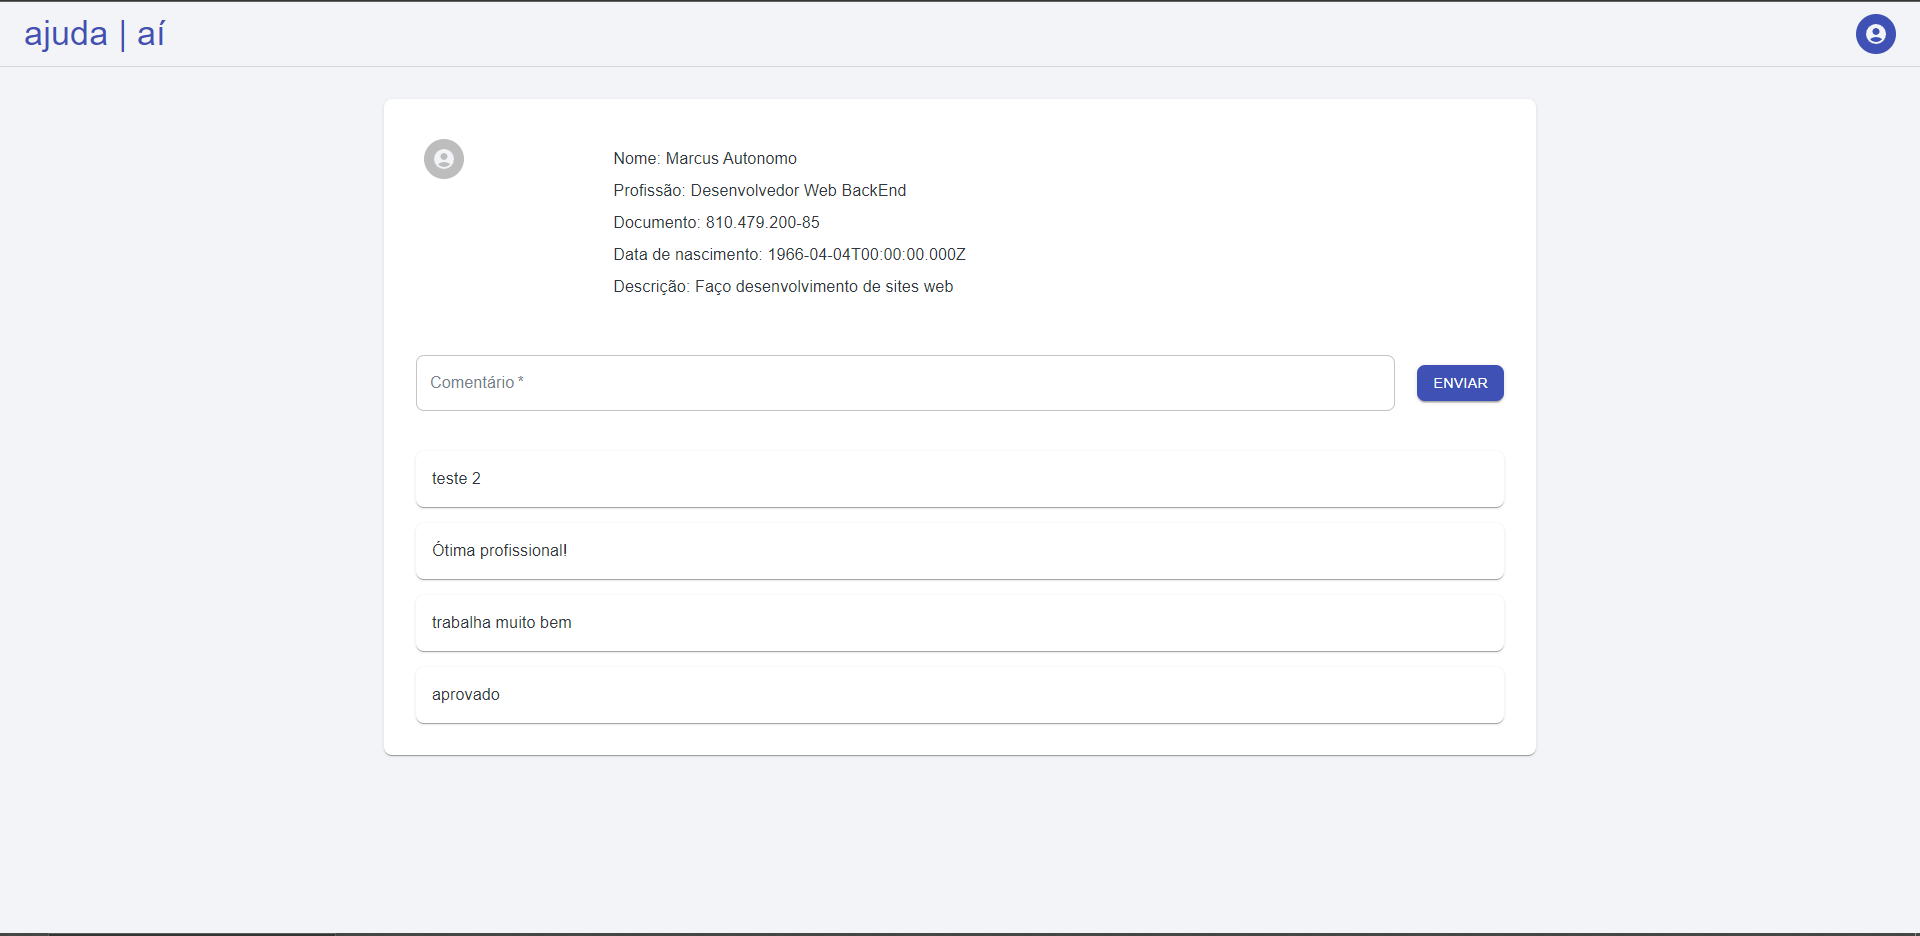 ajuda | aí
Nome: Marcus Autonomo
Profissão: Desenvolvedor Web BackEnd
Documento: 810.479.200-85
Data de nascimento: 1966-04-04T00:00:00.000Z
Descrição: Faço desenvolvimento de sites web
Comentário *
ENVIAR
teste 2
Ótima profissional!
trabalha muito bem
aprovado